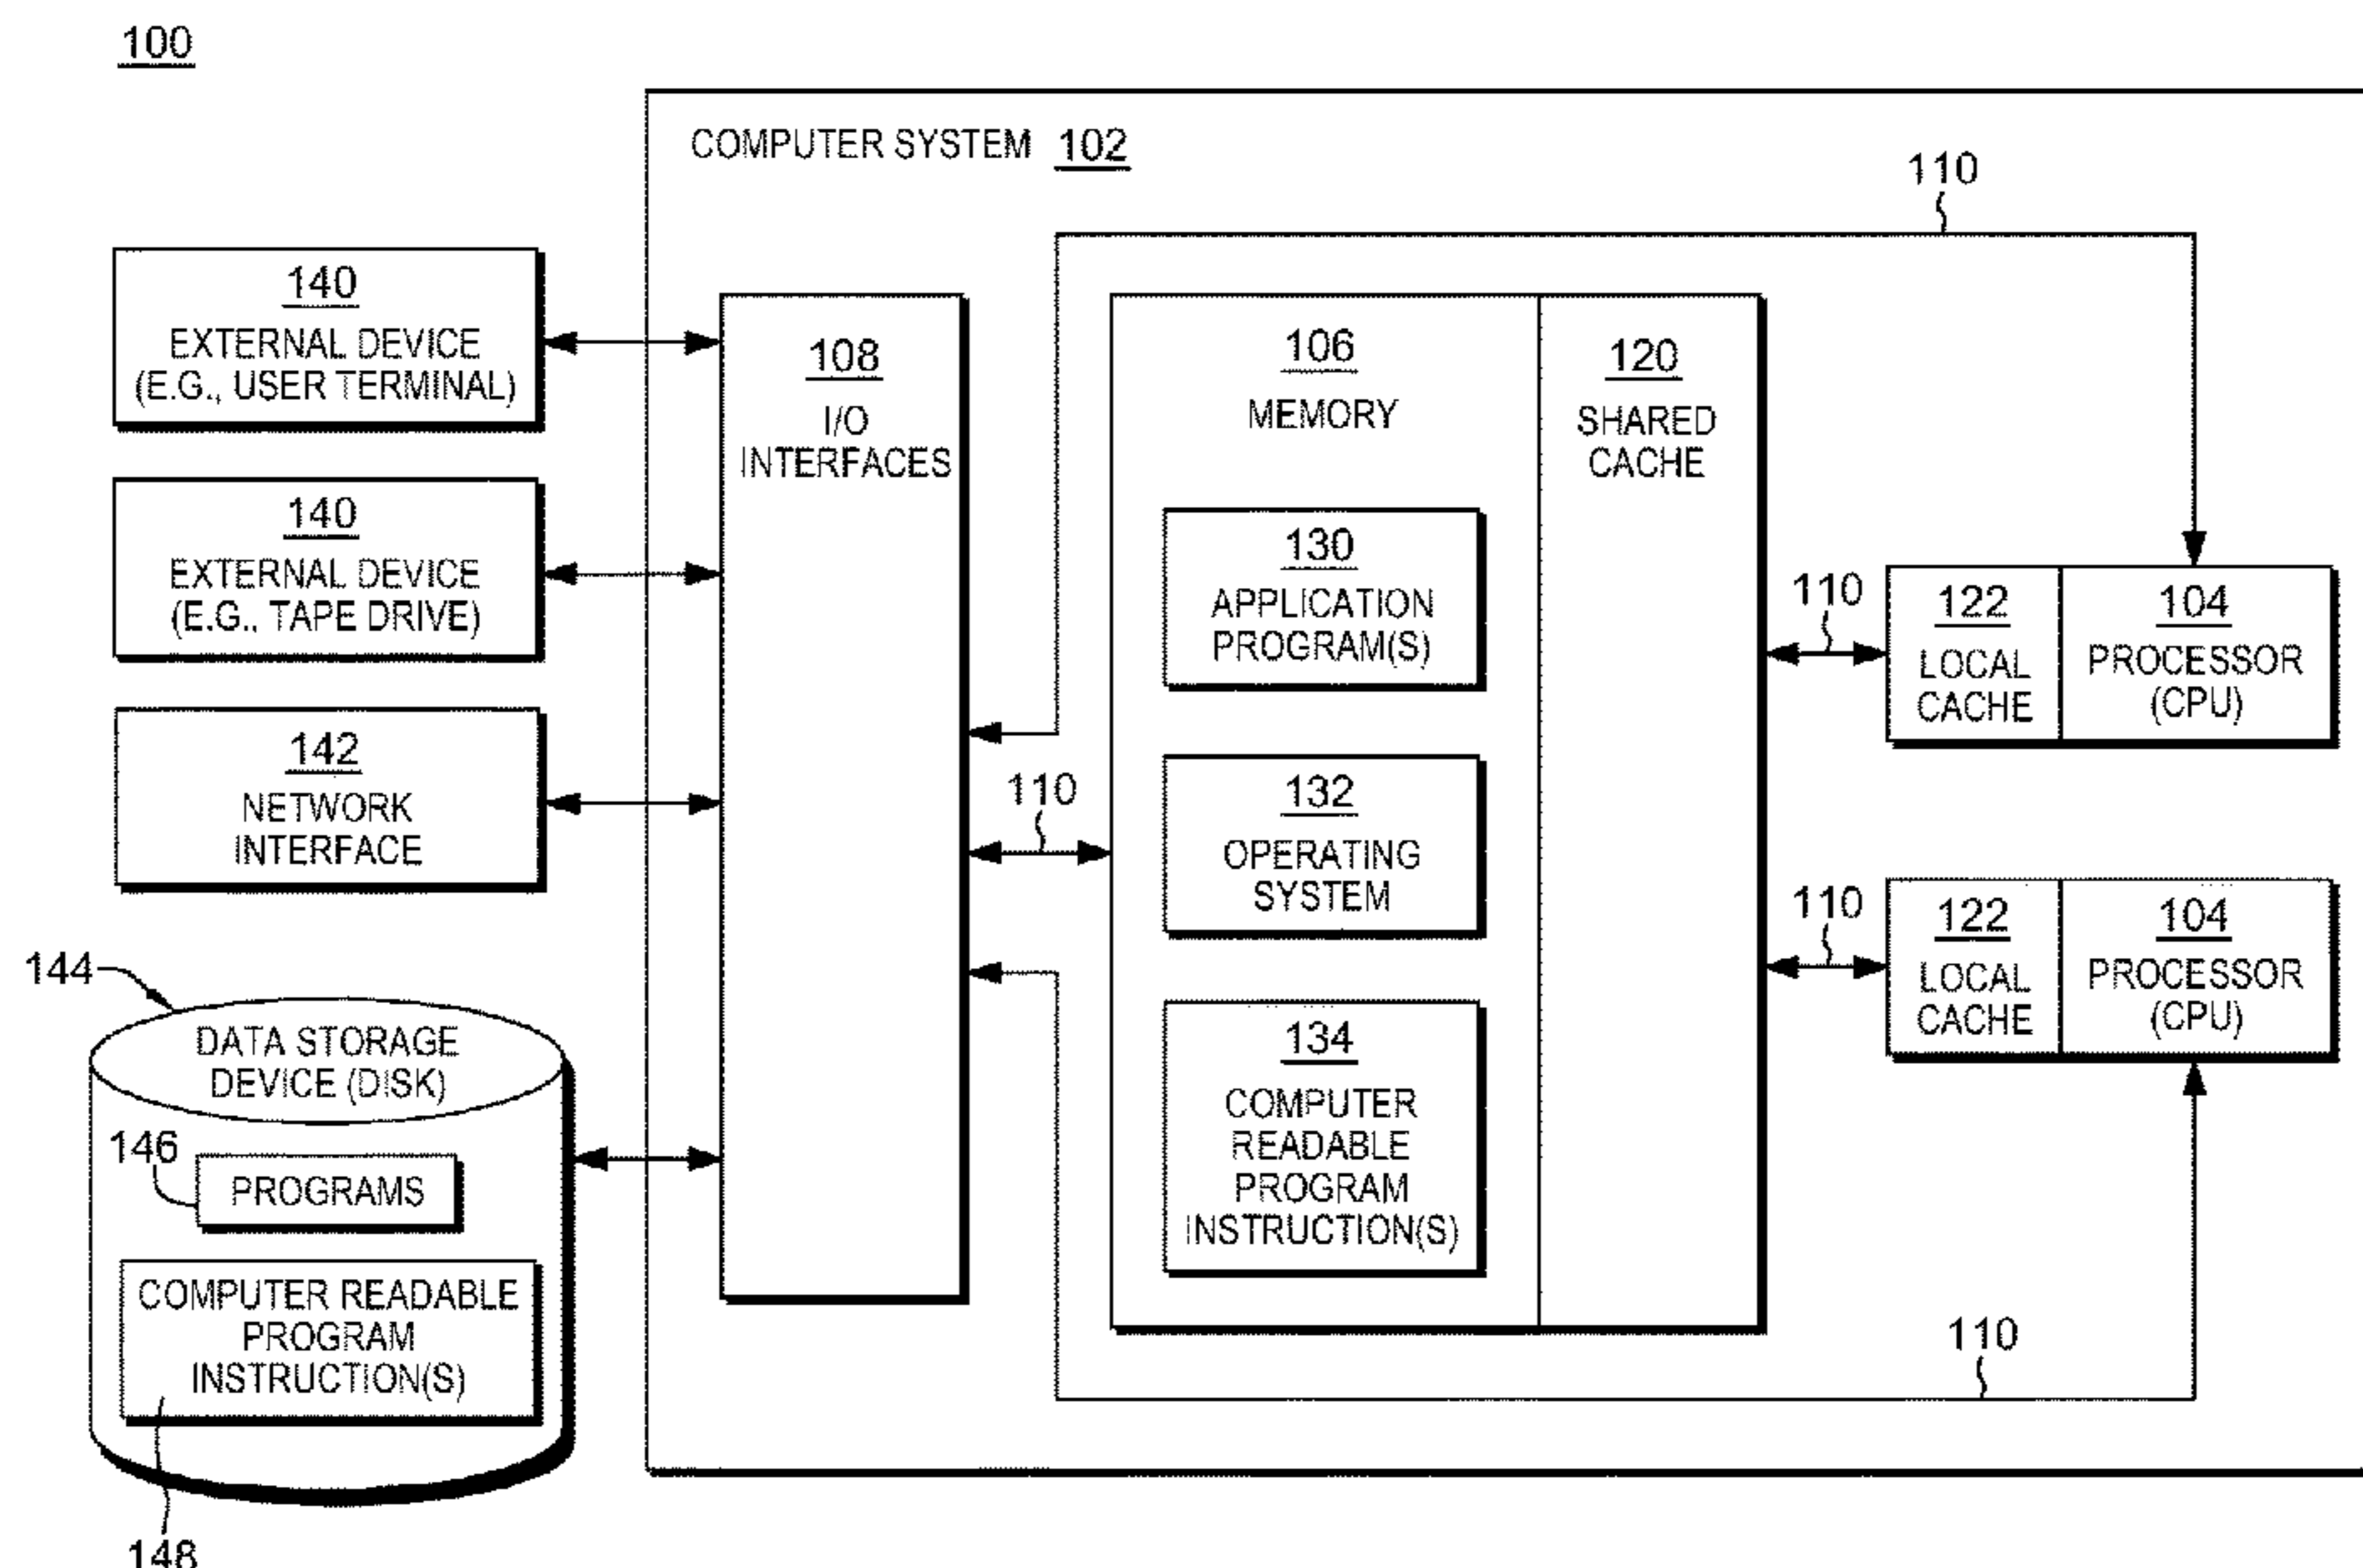 100
COMPUTER SYSTEM 102
110
140
EXTERNAL DEVICE
(E.G., USER TERMINAL)
140
EXTERNAL DEVICE
(E.G., TAPE DRIVE)
142
NETWORK
INTERFACE
144
DATA STORAGE
DEVICE (DISK)
146
PROGRAMS
COMPUTER READABLE
PROGRAM
INSTRUCTION(S)
148
108
I/O
INTERFACES
110
106
MEMORY
130
APPLICATION
PROGRAM(S)
132
OPERATING
SYSTEM
134
COMPUTER
READABLE
PROGRAM
INSTRUCTION(S)
120
SHARED
CACHE
110
122
LOCAL
CACHE
104
PROCESSOR
(CPU)
110
122
LOCAL
CACHE
104
PROCESSOR
(CPU)
110